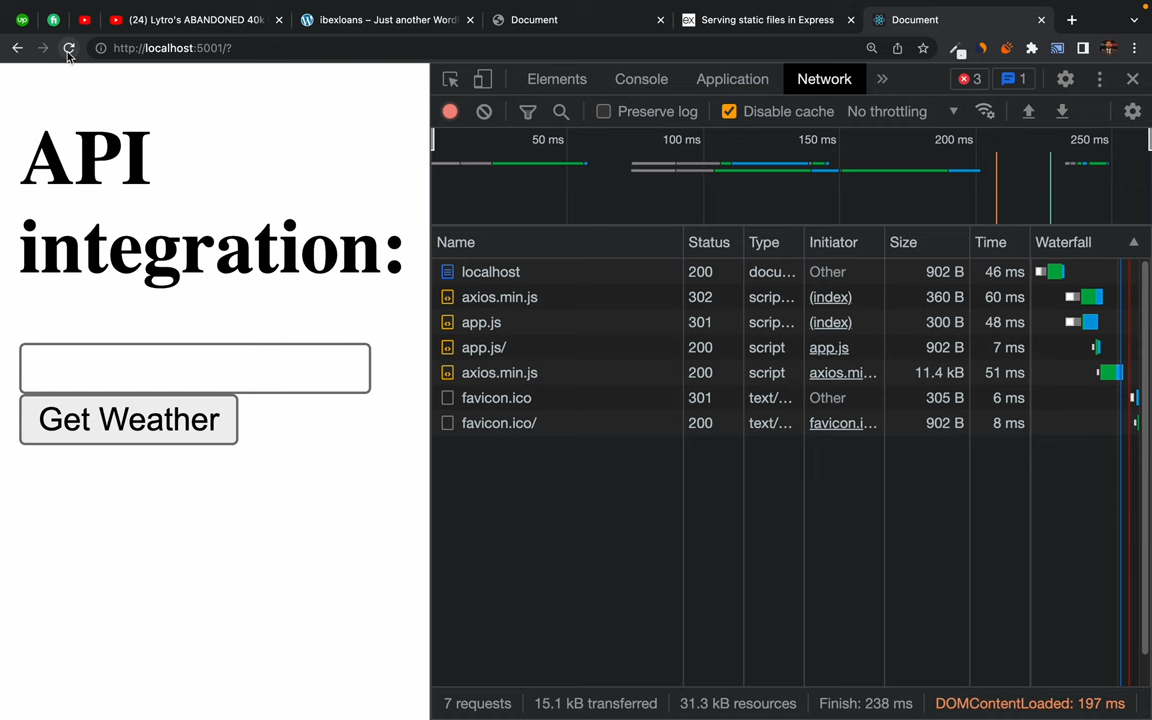 up
fi
(24) Lytro's ABANDONED 40k
ibexloans – Just another Wordl
Document
ex
Serving static files in Express
Document
http://localhost:5001/?
API
integration:
Get Weather
Elements
Console
Application
Network
3
1
Preserve log
Disable cache
No throttling
50 ms
100 ms
150 ms
200 ms
250 ms
Name Status Type Initiator Size Time Waterfall
localhost 200 docu... Other 902 B 46 ms
axios.min.js 302 scrip... (index) 360 B 60 ms
app.js 301 scrip... (index) 300 B 48 ms
app.js/ 200 script app.js 902 B 7 ms
axios.min.js 200 script axios.mi... 11.4 kB 51 ms
favicon.ico 301 text/... Other 305 B 6 ms
favicon.ico/ 200 text/... favicon.i... 902 B 8 ms
7 requests 15.1 kB transferred 31.3 kB resources Finish: 238 ms DOMContentLoaded: 197 ms